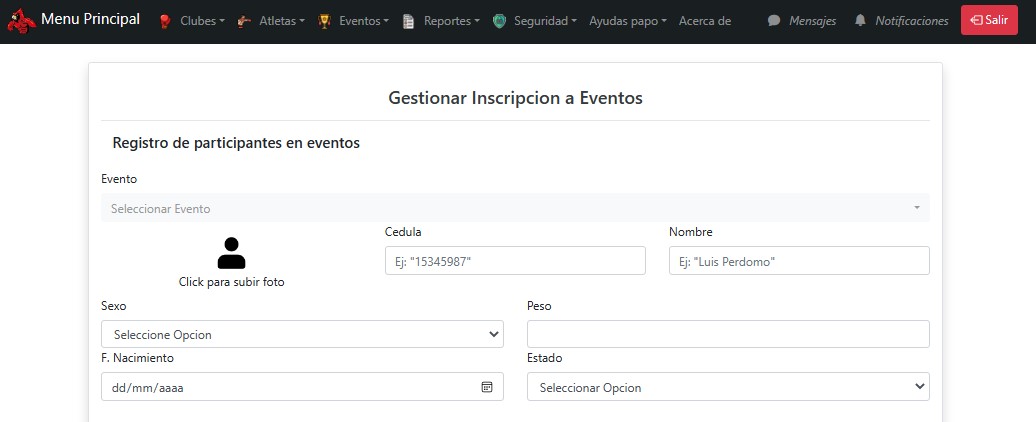 Menu Principal Clubes Atletas Eventos Reportes Seguridad Ayudas papo Acerca de Mensajes Notificaciones Salir
Gestionar Inscripcion a Eventos
Registro de participantes en eventos
Evento
Seleccionar Evento
Cedula Nombre
Ej: "15345987" Ej: "Luis Perdomo"
Click para subir foto
Sexo Peso
Seleccione Opcion
F. Nacimiento Estado
dd/mm/aaaa Seleccionar Opcion